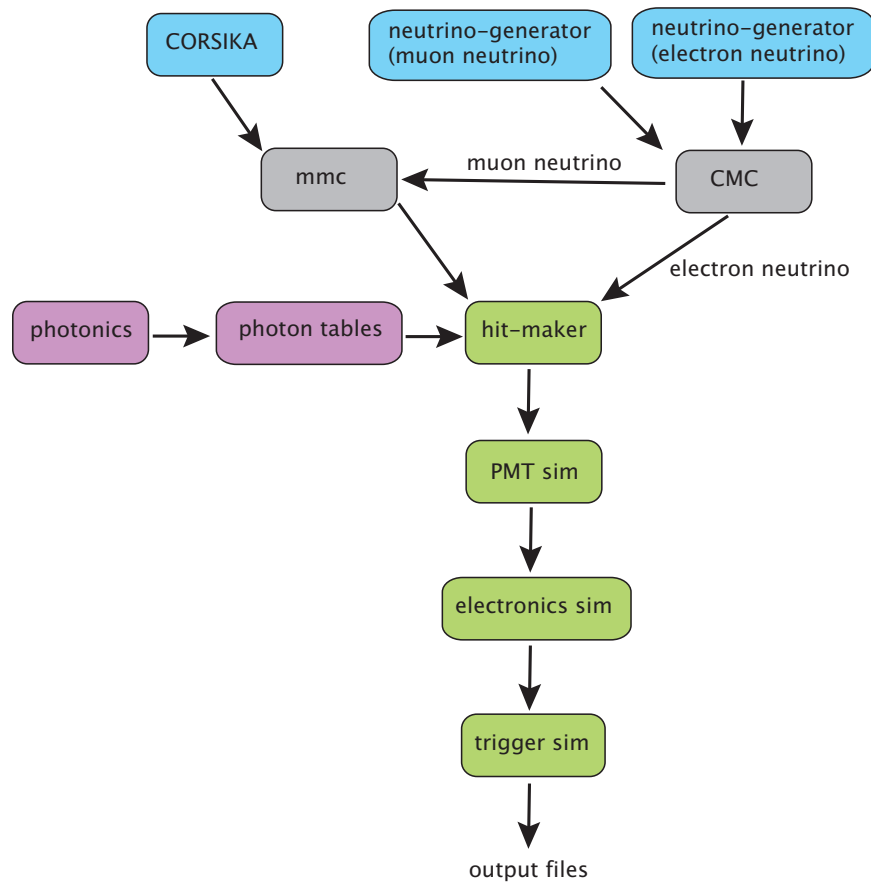 CORSIKA
neutrino-generator
(muon neutrino)
neutrino-generator
(electron neutrino)
mmc
muon neutrino
CMC
electron neutrino
photonics
photon tables
hit-maker
PMT sim
electronics sim
trigger sim
output files